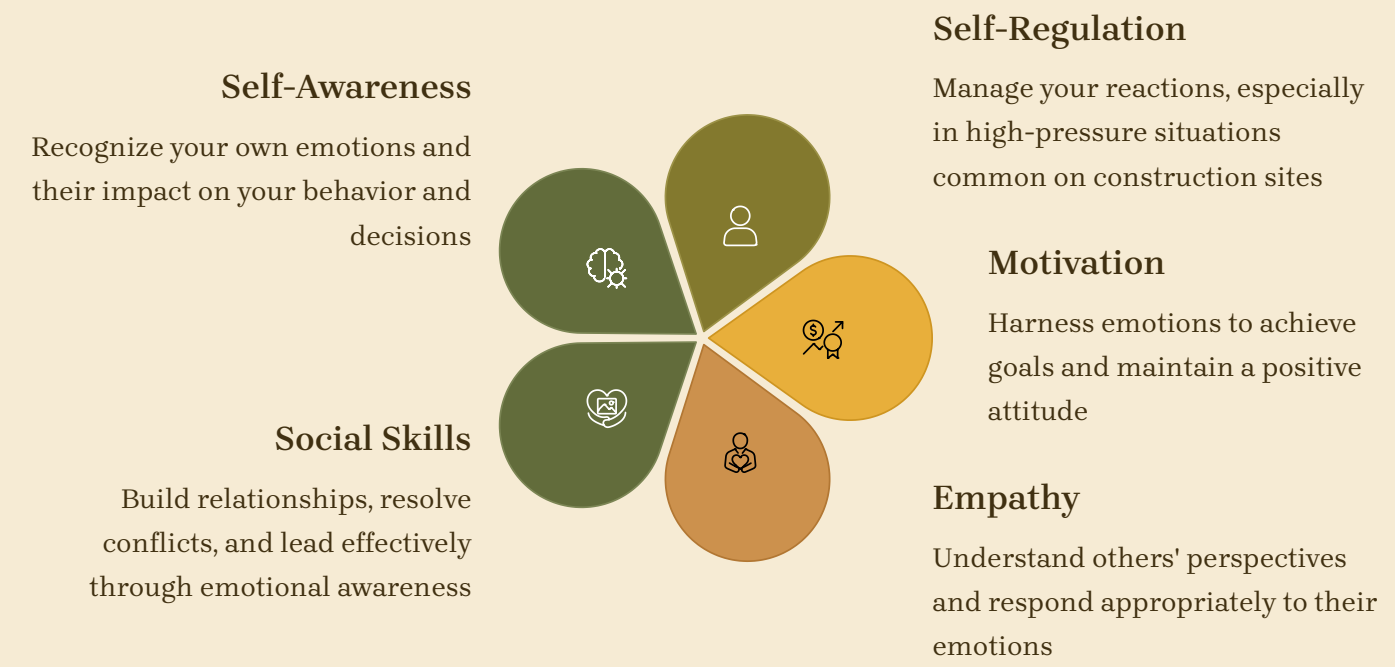 Self-Awareness
Recognize your own emotions and
their impact on your behavior and
decisions
Self-Regulation
Manage your reactions, especially
in high-pressure situations
common on construction sites
Motivation
Harness emotions to achieve
goals and maintain a positive
attitude
Empathy
Understand others' perspectives
and respond appropriately to their
emotions
Social Skills
Build relationships, resolve
conflicts, and lead effectively
through emotional awareness
$